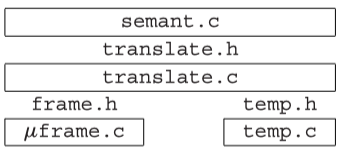 semant.c
translate.h
translate.c
frame.h temp.h
μframe.c temp.c